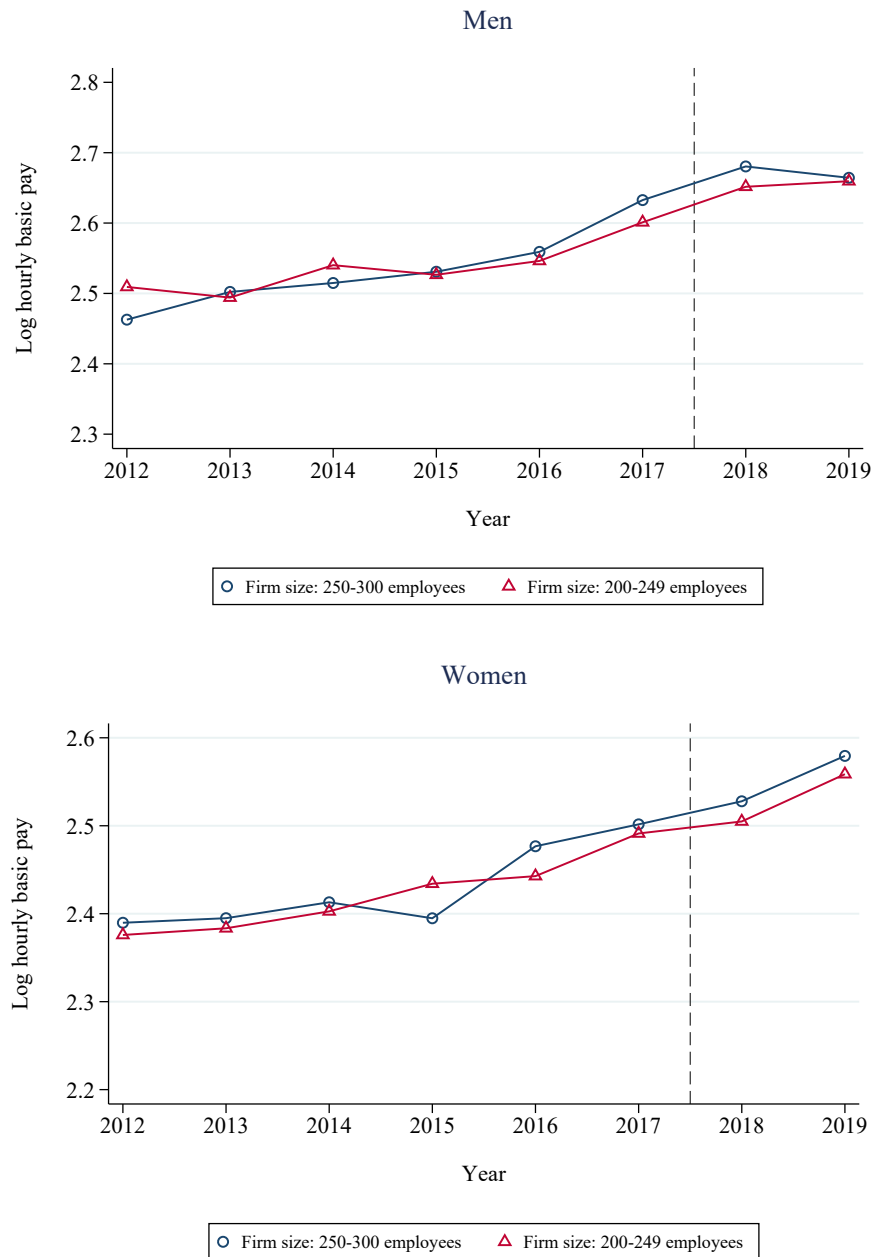 Men
2.8
2.7
2.6
2.5
2.4
2.3
Log hourly basic pay
2012 2013 2014 2015 2016 2017 2018 2019
Year
Firm size: 250-300 employees Firm size: 200-249 employees
Women
2.6
2.5
2.4
2.3
2.2
Log hourly basic pay
2012 2013 2014 2015 2016 2017 2018 2019
Year
Firm size: 250-300 employees Firm size: 200-249 employees